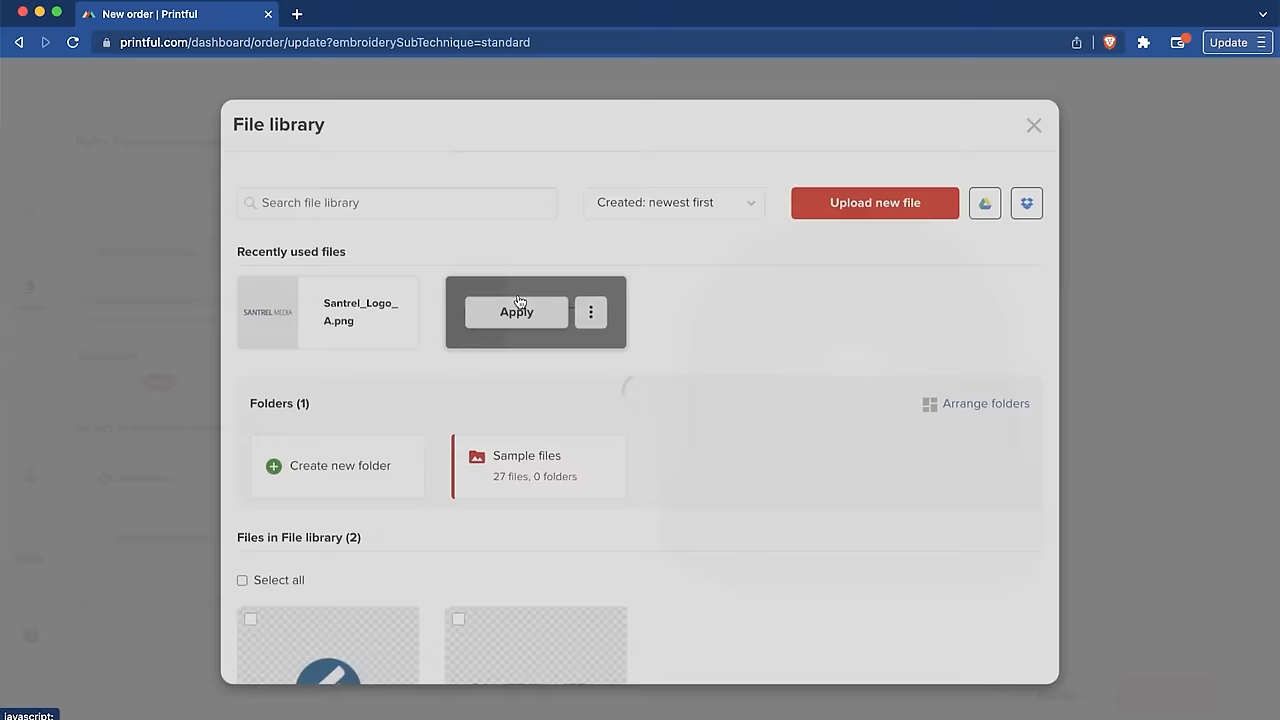 New order | Printful
printful.com/dashboard/order/update?embroiderySubTechnique=standard
Update
File library
Search file library
Created: newest first
Upload new file
Recently used files
SANTREL MEDIA
Santrel_Logo_
A.png
Apply
Folders (1)
Arrange folders
Create new folder
Sample files
27 files, 0 folders
Files in File library (2)
Select all
javascript: